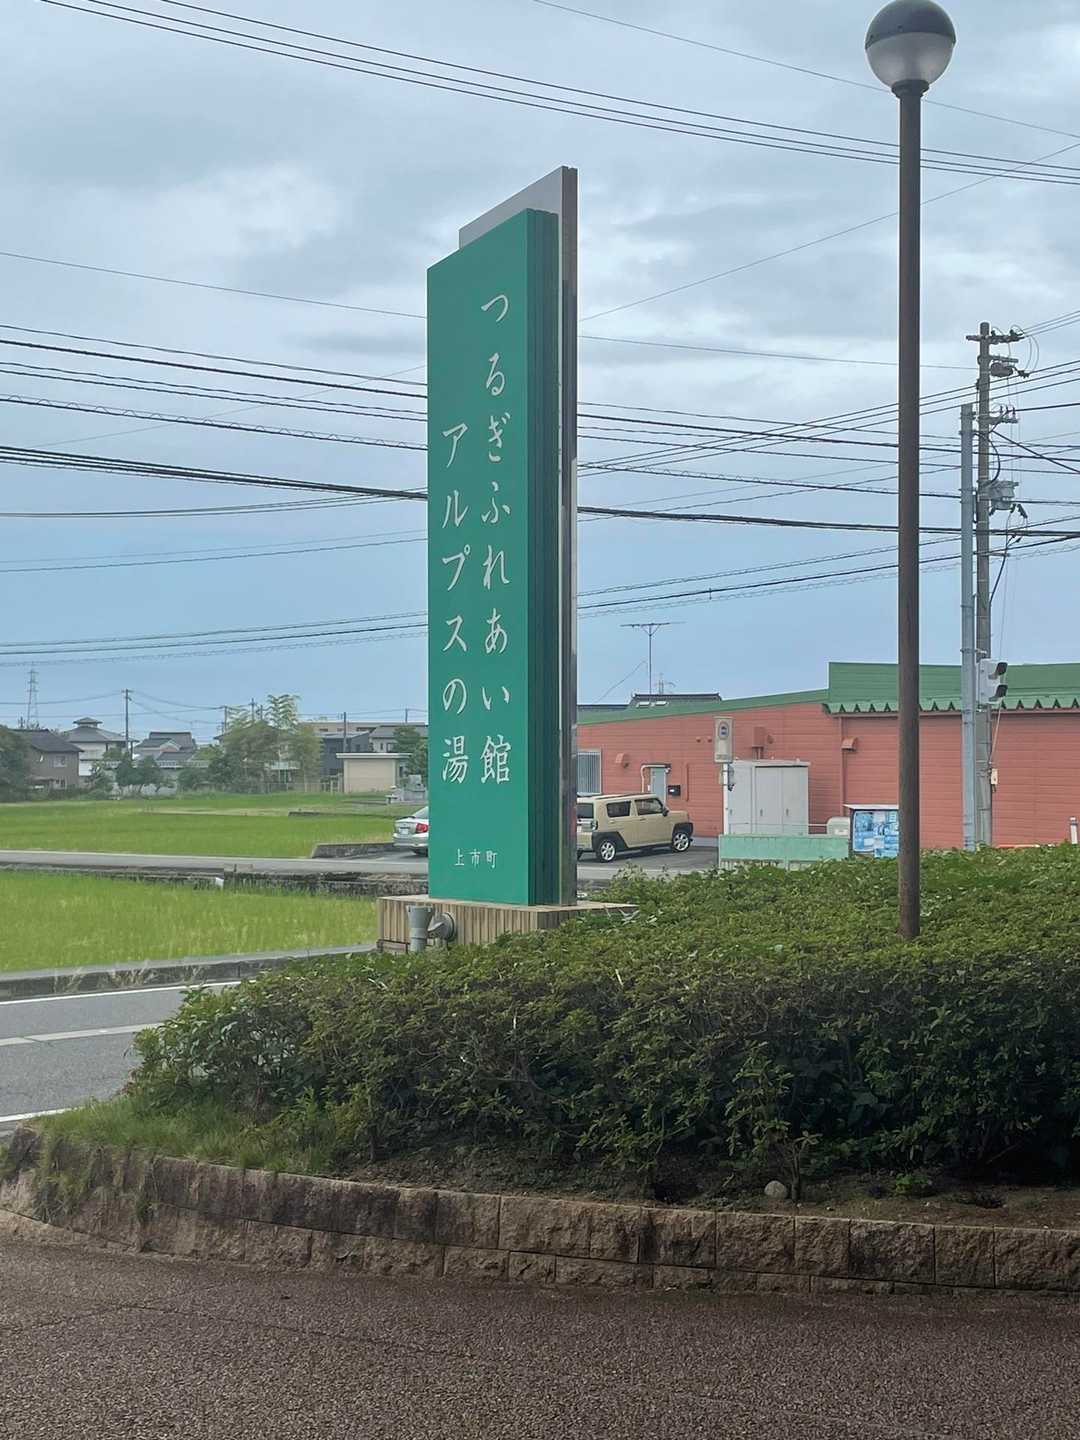 つるぎふれあい館
アルプスの湯
上市町